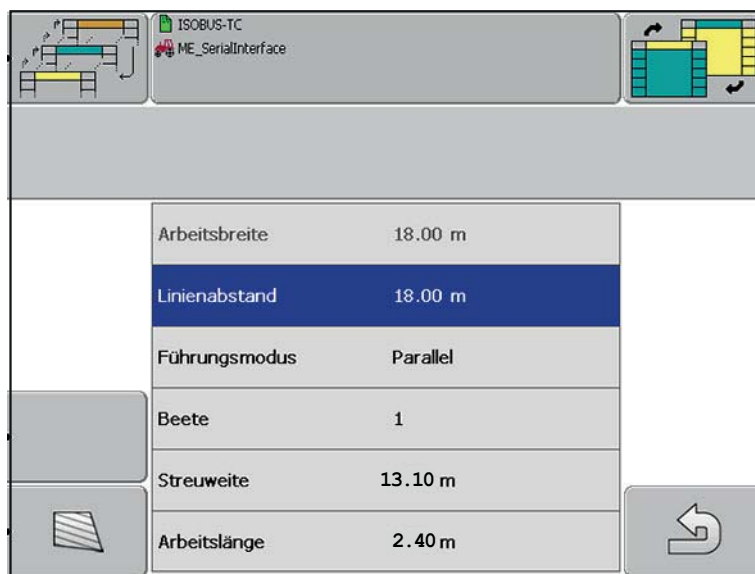 ISOBUS-TC
ME_SerialInterface
Arbeitsbreite 18.00 m
Linienabstand 18.00 m
Führungsmodus Parallel
Beete 1
Streuweite 13.10 m
Arbeitslänge 2.40 m